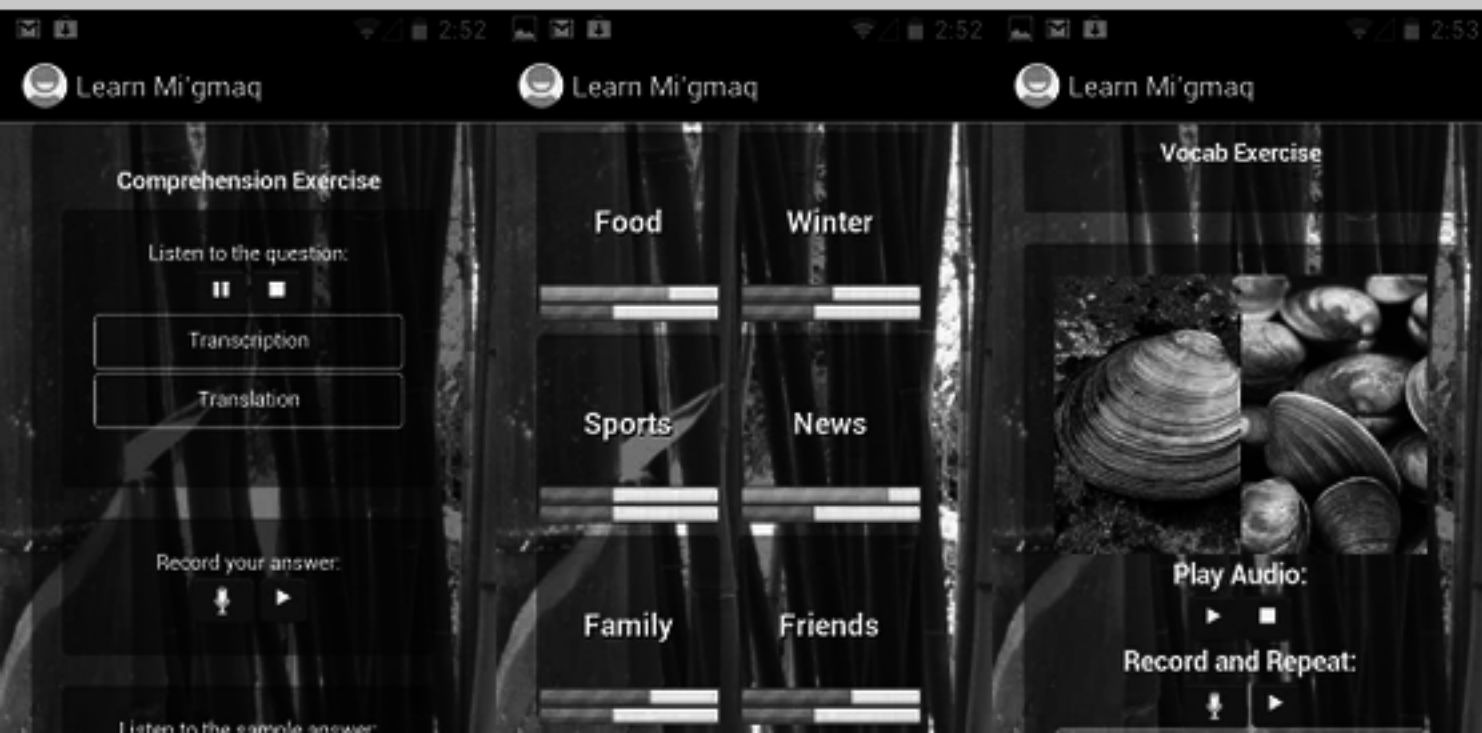 2:52
Learn Mi'gmaq
Comprehension Exercise
Listen to the question:
Transcription
Translation
Record your answer:
Listen to the sample answer:
2:52
Learn Mi'gmaq
Food Winter
Sports News
Family Friends
2:53
Learn Mi'gmaq
Vocab Exercise
Play Audio:
Record and Repeat: